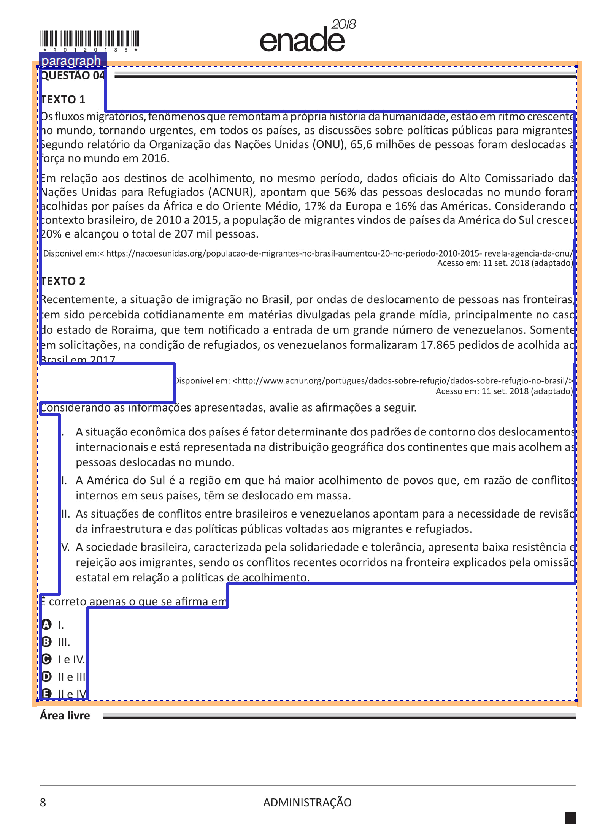 enade 2018
*R0120188*
paragraph
QUESTÃO 04
TEXTO 1
Os fluxos migratórios, fenômenos que remontam à própria história da humanidade, estão em ritmo crescente
no mundo, tornando urgentes, em todos os países, as discussões sobre políticas públicas para migrantes.
Segundo relatório da Organização das Nações Unidas (ONU), 65,6 milhões de pessoas foram deslocadas à
força no mundo em 2016.
Em relação aos destinos de acolhimento, no mesmo período, dados oficiais do Alto Comissariado das
Nações Unidas para Refugiados (ACNUR), apontam que 56% das pessoas deslocadas no mundo foram
acolhidas por países da África e do Oriente Médio, 17% da Europa e 16% das Américas. Considerando o
contexto brasileiro, de 2010 a 2015, a população de migrantes vindos de países da América do Sul cresceu
20% e alcançou o total de 207 mil pessoas.
Disponível em:< https://nacoesunidas.org/populacao-de-migrantes-no-brasil-aumentou-20-no-periodo-2010-2015- revela-agencia-da-onu/
Acesso em: 11 set. 2018 (adaptado)
TEXTO 2
Recentemente, a situação de imigração no Brasil, por ondas de deslocamento de pessoas nas fronteiras,
tem sido percebida cotidianamente em matérias divulgadas pela grande mídia, principalmente no caso
do estado de Roraima, que tem notificado a entrada de um grande número de venezuelanos. Somente
em solicitações, na condição de refugiados, os venezuelanos formalizaram 17.865 pedidos de acolhida ao
Brasil em 2017
Disponível em: <http://www.acnur.org/portugues/dados-sobre-refugio/dados-sobre-refugio-no-brasil/>
Acesso em: 11 set. 2018 (adaptado)
Considerando as informações apresentadas, avalie as afirmações a seguir.
I. A situação econômica dos países é fator determinante dos padrões de contorno dos deslocamentos
internacionais e está representada na distribuição geográfica dos continentes que mais acolhem as
pessoas deslocadas no mundo.
II. A América do Sul é a região em que há maior acolhimento de povos que, em razão de conflitos
internos em seus países, têm se deslocado em massa.
III. As situações de conflitos entre brasileiros e venezuelanos apontam para a necessidade de revisão
da infraestrutura e das políticas públicas voltadas aos migrantes e refugiados.
IV. A sociedade brasileira, caracterizada pela solidariedade e tolerância, apresenta baixa resistência e
rejeição aos imigrantes, sendo os conflitos recentes ocorridos na fronteira explicados pela omissão
estatal em relação a políticas de acolhimento.
É correto apenas o que se afirma em
A I.
B III.
C I e IV.
D II e III
E II e IV
Área livre
8 ADMINISTRAÇÃO